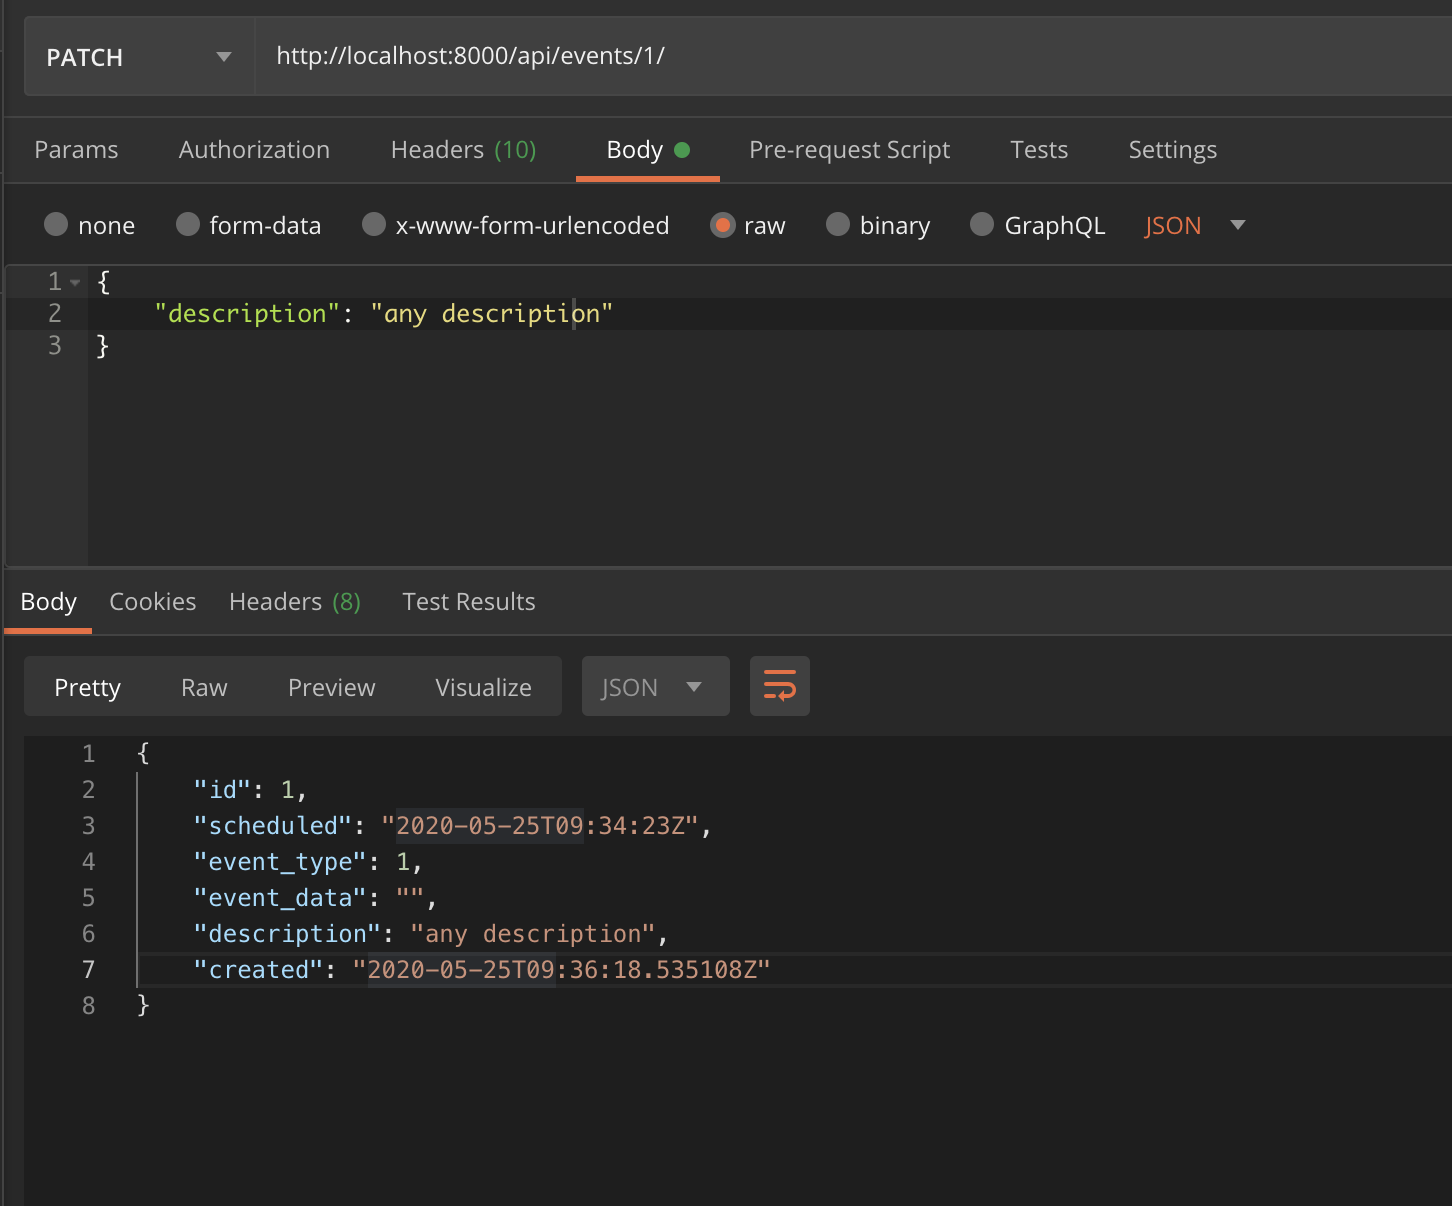 PATCH http://localhost:8000/api/events/1/
Params Authorization Headers (10) Body Pre-request Script Tests Settings
none form-data x-www-form-urlencoded raw binary GraphQL JSON
1 {
2 "description": "any description"
3 }
Body Cookies Headers (8) Test Results
Pretty Raw Preview Visualize JSON
1 {
2 "id": 1,
3 "scheduled": "2020-05-25T09:34:23Z",
4 "event_type": 1,
5 "event_data": "",
6 "description": "any description",
7 "created": "2020-05-25T09:36:18.535108Z"
8 }